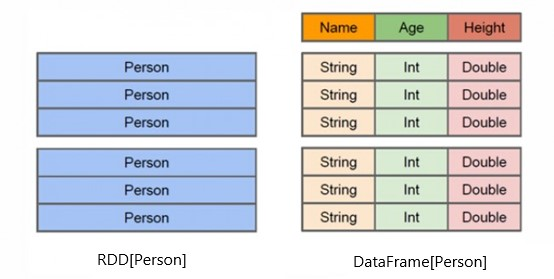 Name Age Height
Person
Person
Person
String Int Double
String Int Double
String Int Double
Person
Person
Person
String Int Double
String Int Double
String Int Double
RDD[Person]
DataFrame[Person]